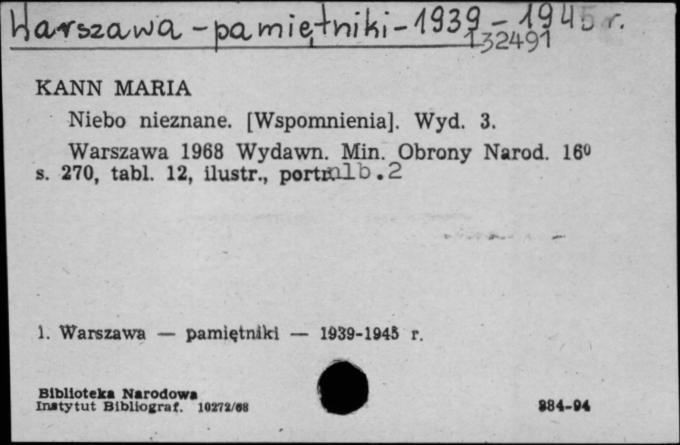 Warszawa - pamiętniki - 1939 - 1945 r.
132491
KANN MARIA
Niebo nieznane. [Wspomnienia]. Wyd. 3.
Warszawa 1968 Wydawn. Min. Obrony Narod. 16⁰
s. 270, tabl. 12, ilustr., portr. alb. 2
1. Warszawa — pamiętniki — 1939-1945 r.
Biblioteka Narodowa
Instytut Bibliograf. 10272/68
884-94